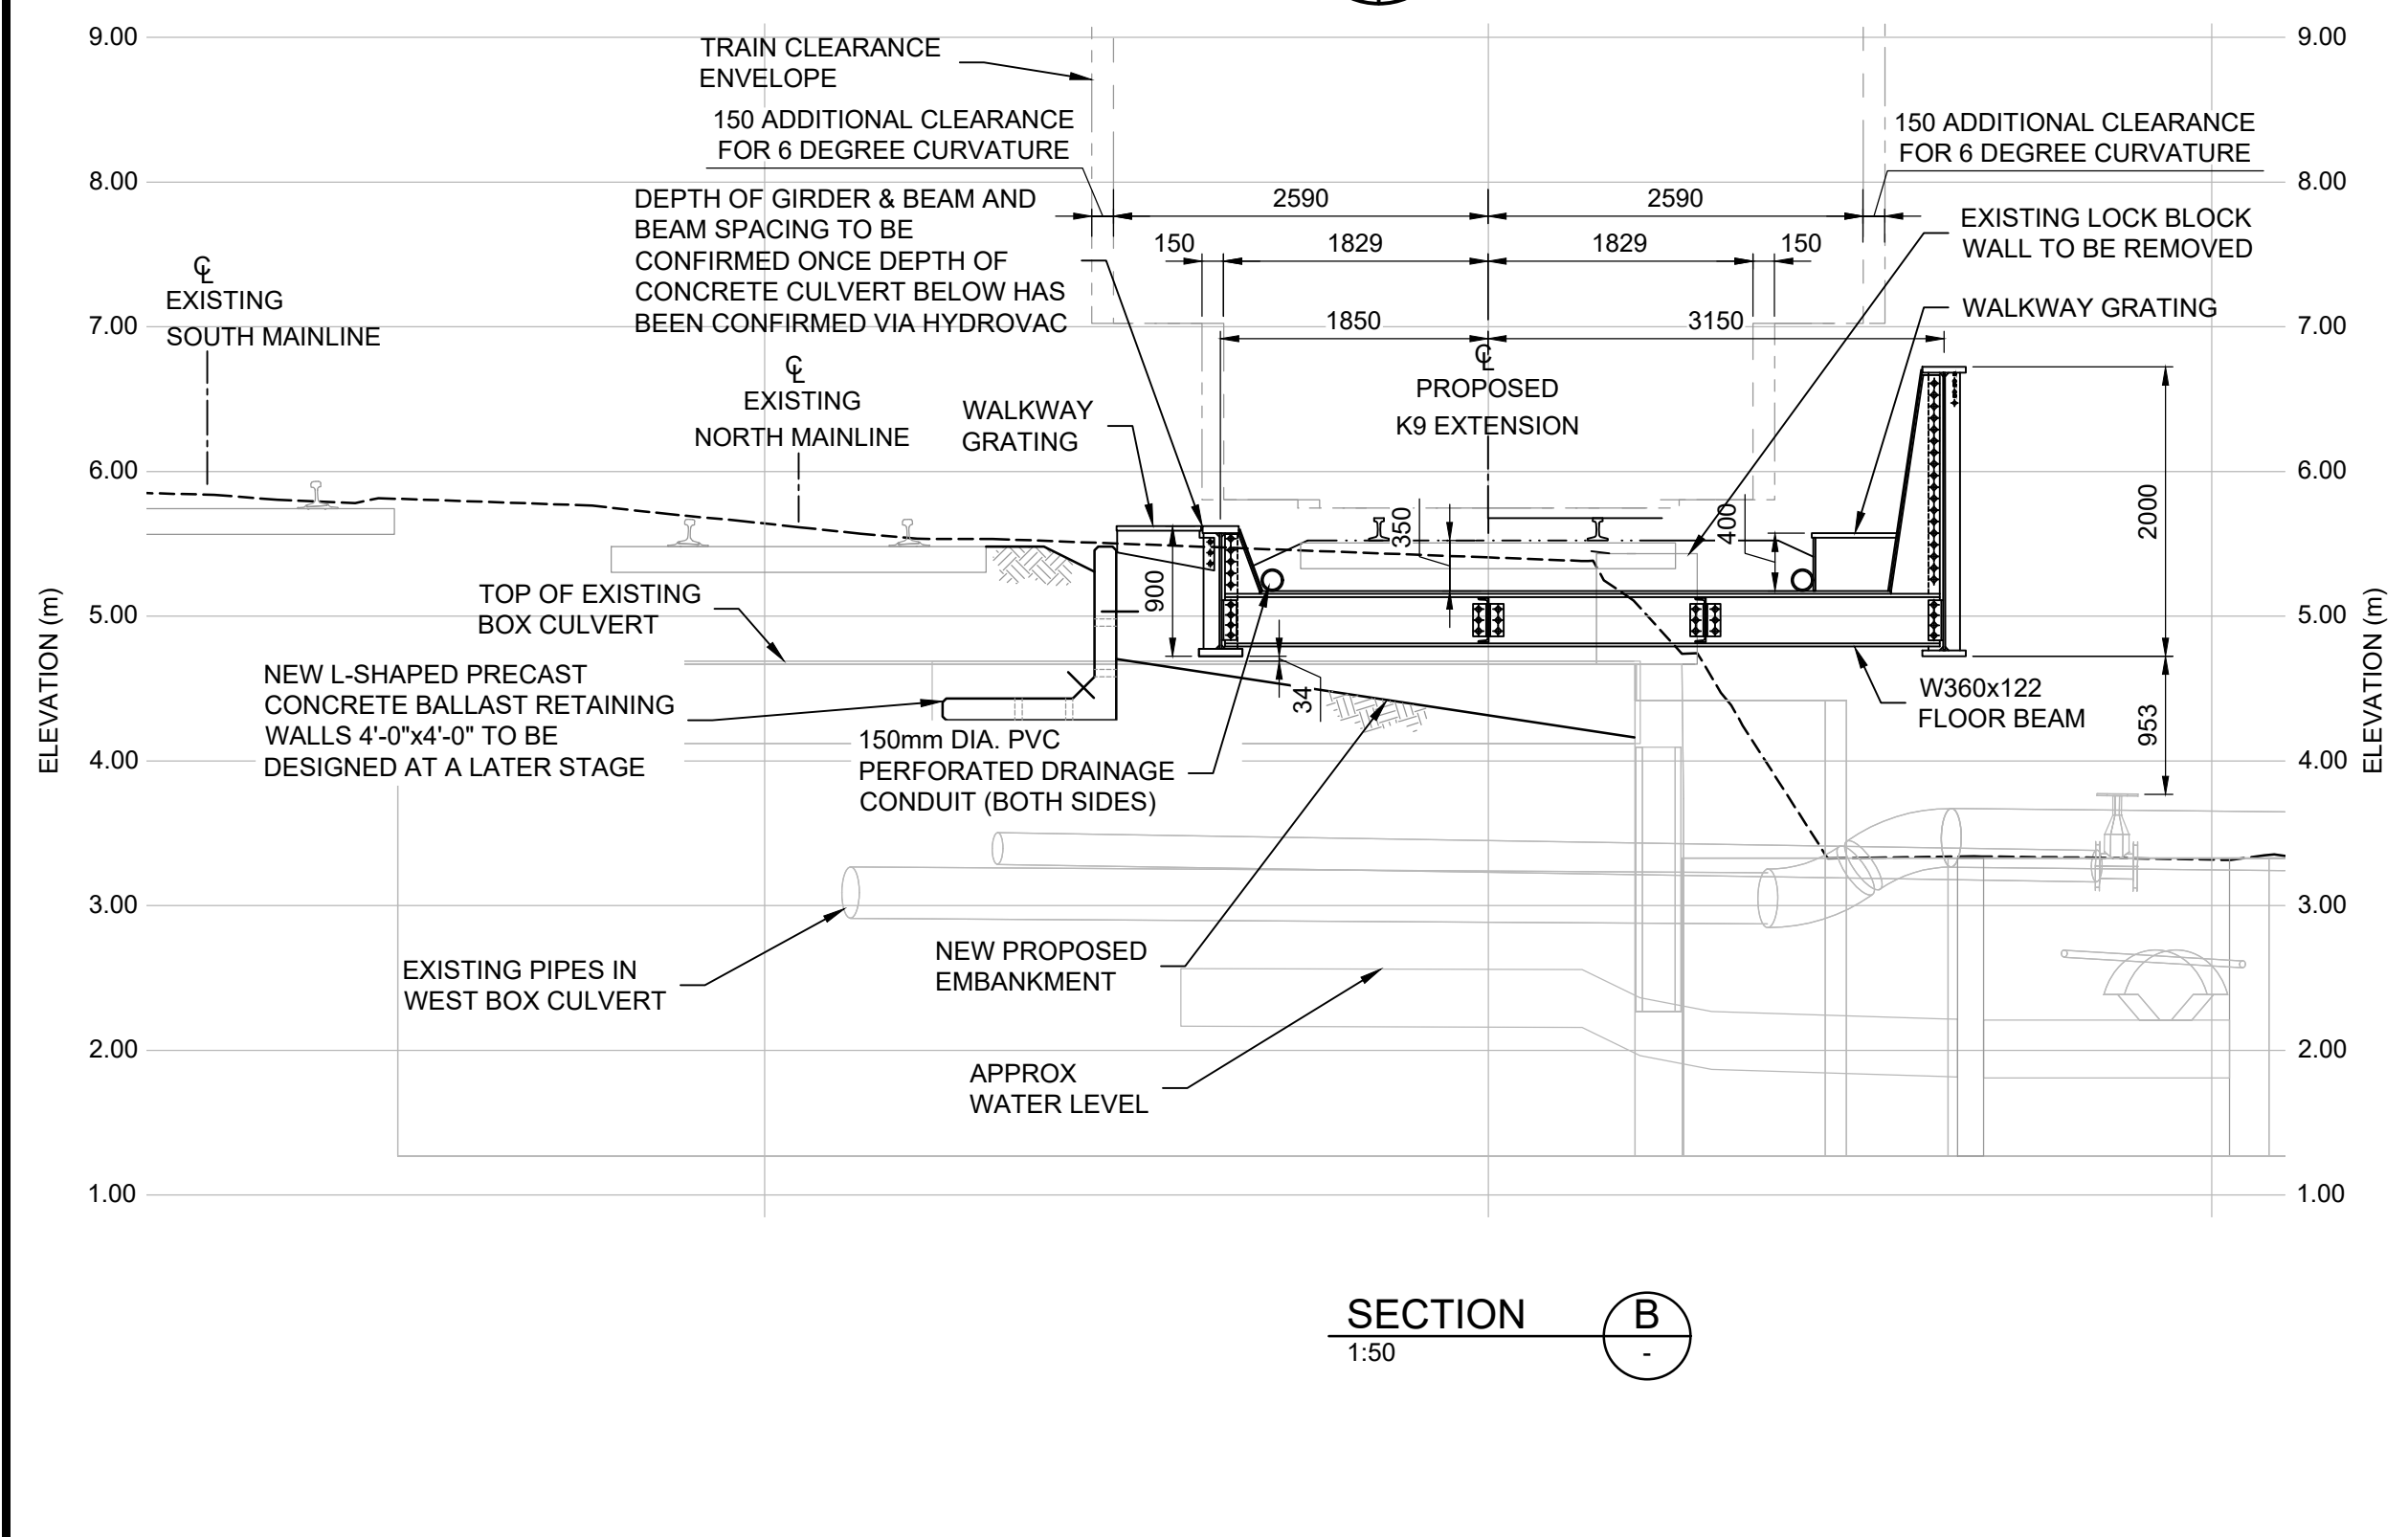 9.00
9.00
TRAIN CLEARANCE
ENVELOPE
150 ADDITIONAL CLEARANCE
FOR 6 DEGREE CURVATURE
150 ADDITIONAL CLEARANCE
FOR 6 DEGREE CURVATURE
8.00
8.00
DEPTH OF GIRDER & BEAM AND
BEAM SPACING TO BE
CONFIRMED ONCE DEPTH OF
CONCRETE CULVERT BELOW HAS
BEEN CONFIRMED VIA HYDROVAC
2590
2590
150
1829
1829
150
EXISTING LOCK BLOCK
WALL TO BE REMOVED
WALKWAY GRATING
1850
3150
7.00
7.00
℄
EXISTING
SOUTH MAINLINE
℄
EXISTING
NORTH MAINLINE
WALKWAY
GRATING
℄
PROPOSED
K9 EXTENSION
6.00
6.00
350
400
2000
900
ELEVATION (m)
ELEVATION (m)
TOP OF EXISTING
BOX CULVERT
5.00
5.00
NEW L-SHAPED PRECAST
CONCRETE BALLAST RETAINING
WALLS 4'-0"x4'-0" TO BE
DESIGNED AT A LATER STAGE
34
W360x122
FLOOR BEAM
953
150mm DIA. PVC
PERFORATED DRAINAGE
CONDUIT (BOTH SIDES)
4.00
4.00
3.00
3.00
EXISTING PIPES IN
WEST BOX CULVERT
NEW PROPOSED
EMBANKMENT
2.00
2.00
APPROX
WATER LEVEL
1.00
1.00
SECTION
B
1:50
-